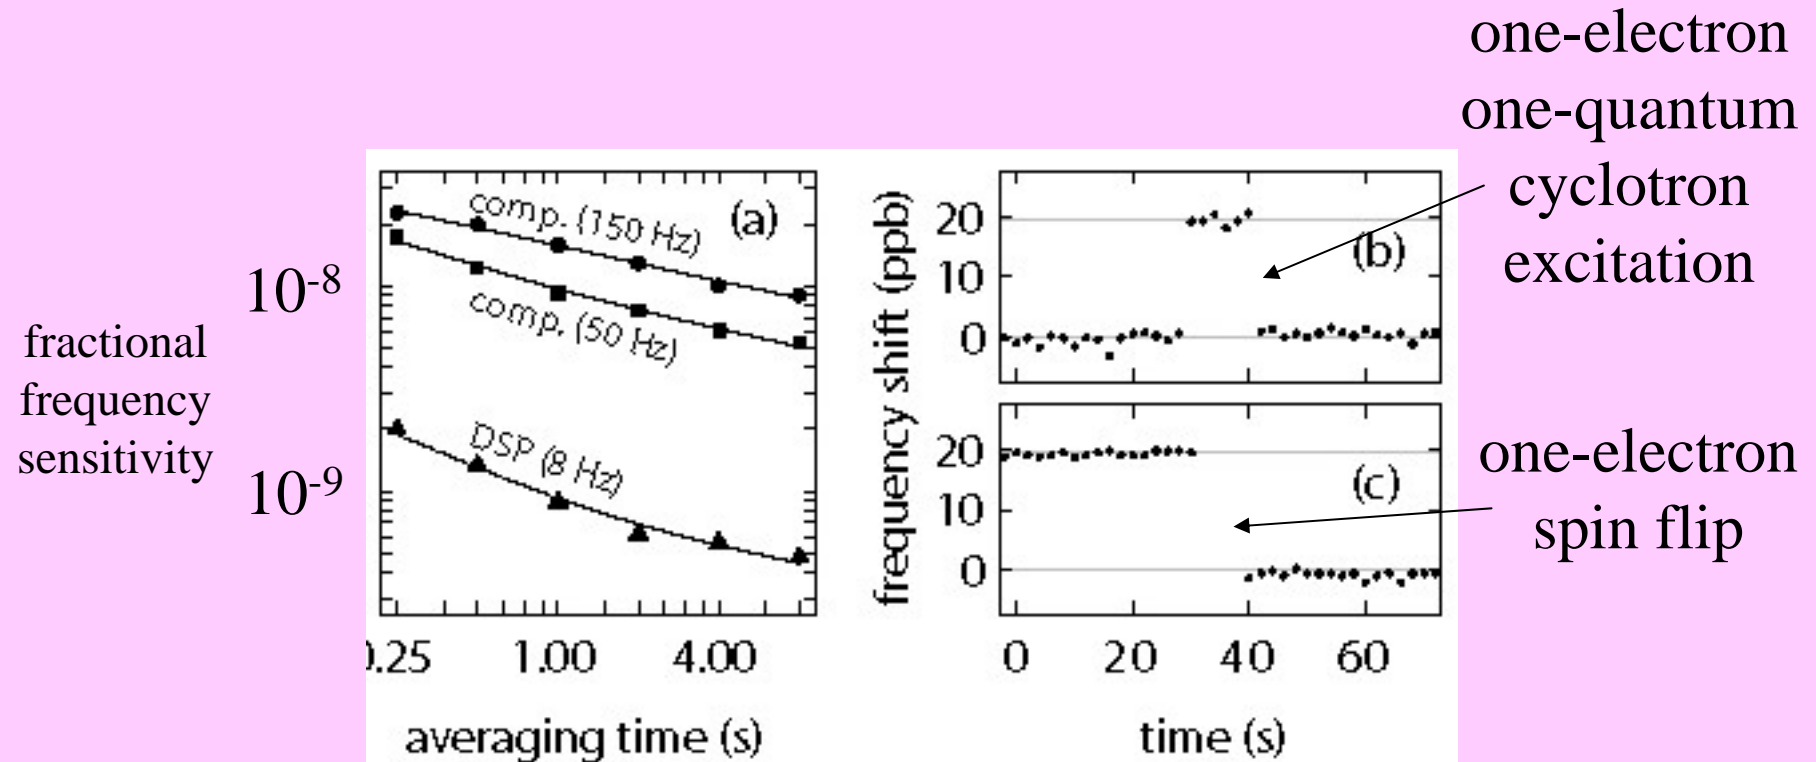 one-electron
one-quantum
cyclotron
excitation
fractional
frequency
sensitivity
10-8
10-9
comp. (150 Hz)
(a)
comp. (50 Hz)
DSP (8 Hz)
.25 1.00 4.00
averaging time (s)
frequency shift (ppb)
20
10
0
(b)
20
10
0
(c)
0 20 40 60
time (s)
one-electron
spin flip